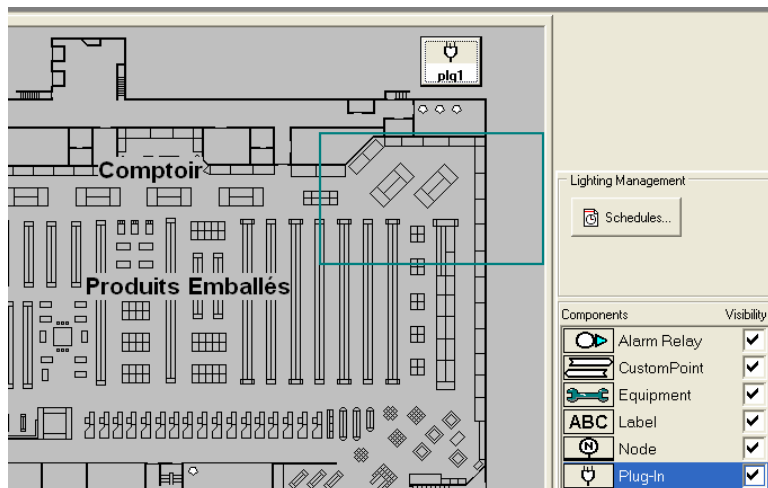 plg1
Comptoir
Produits Emballés
Lighting Management
Schedules...
Components Visibility
Alarm Relay
CustomPoint
Equipment
ABC Label
N Node
Plug-In